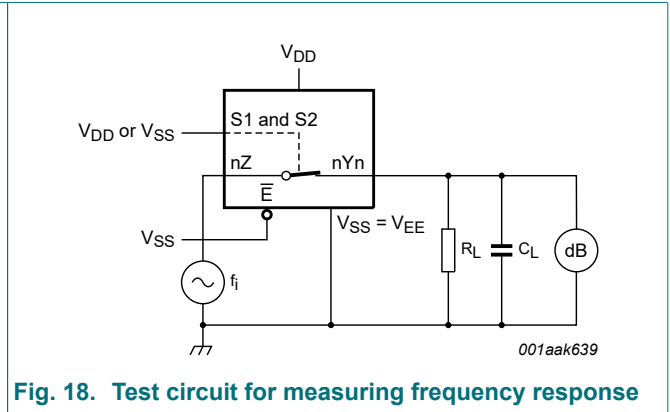 VDD
S1 and S2
VDD or VSS
nZ
nYn
E
VSS = VEE
VSS
RL
CL
dB
fi
001aak639
Fig. 18. Test circuit for measuring frequency response